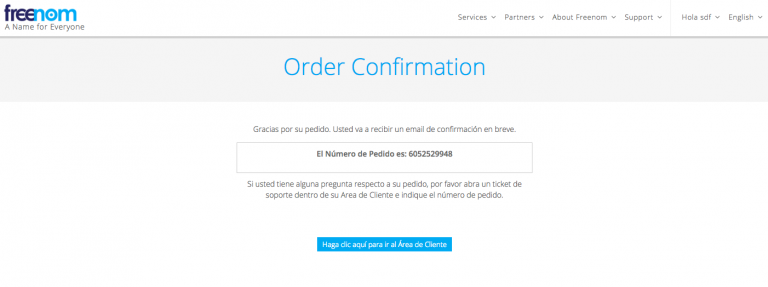 freenom
A Name for Everyone
Services Partners About Freenom Support Hola sdf English
Order Confirmation
Gracias por su pedido. Usted va a recibir un email de confirmación en breve.
El Número de Pedido es: 6052529948
Si usted tiene alguna pregunta respecto a su pedido, por favor abra un ticket de
soporte dentro de su Area de Cliente e indique el número de pedido.
Haga clic aquí para ir al Área de Cliente